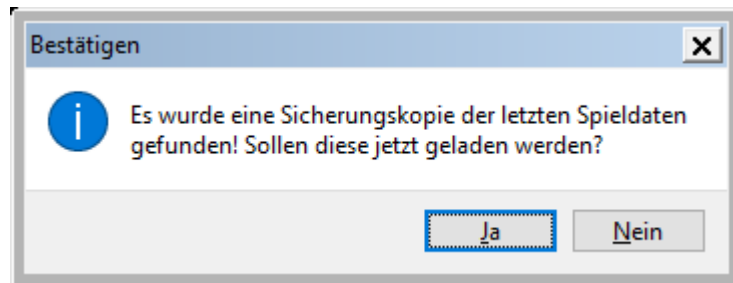 Bestätigen
Es wurde eine Sicherungskopie der letzten Spieldaten
gefunden! Sollen diese jetzt geladen werden?
Ja
Nein